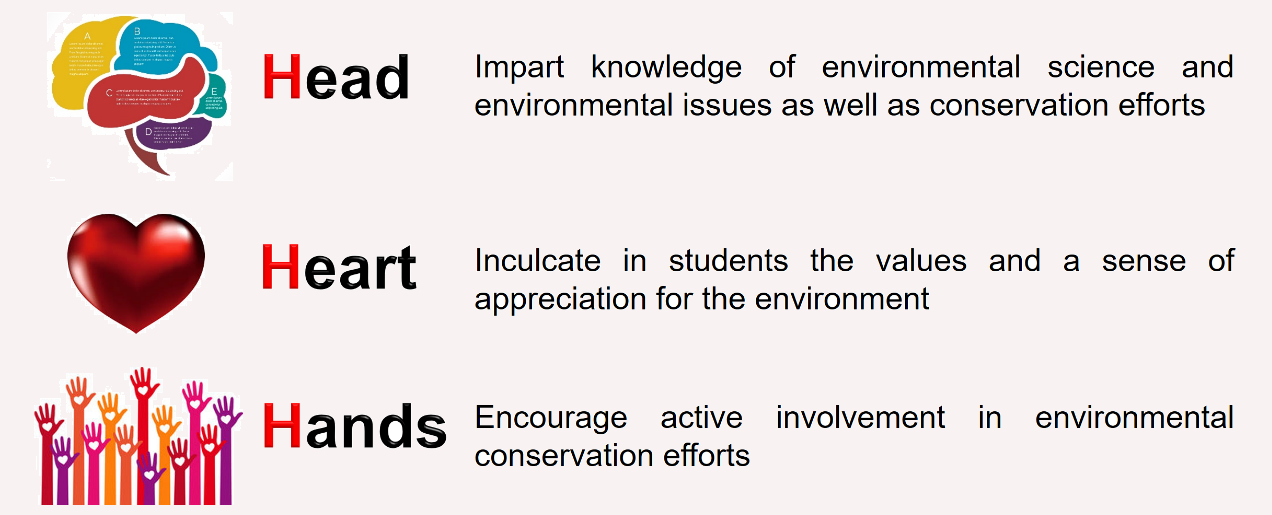 A
B
C
D
E
Head
Impart knowledge of environmental science and
environmental issues as well as conservation efforts
Heart
Inculcate in students the values and a sense of
appreciation for the environment
Hands
Encourage active involvement in environmental
conservation efforts